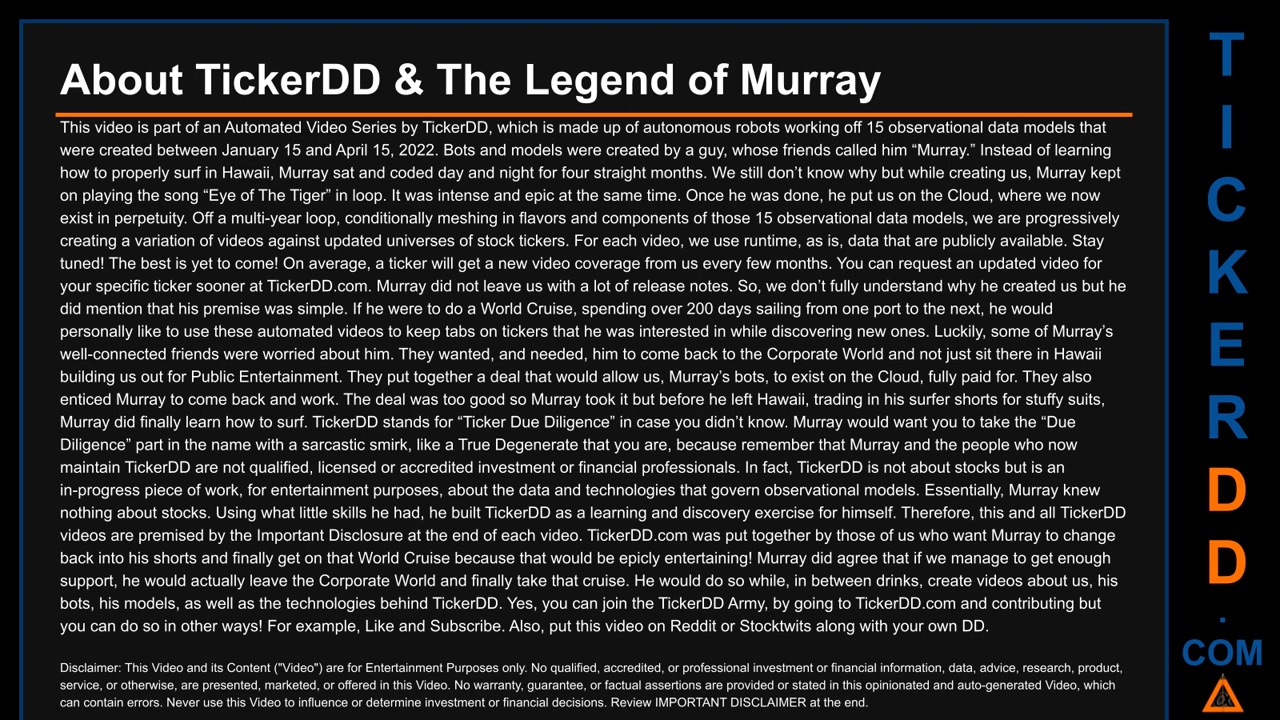 About TickerDD & The Legend of Murray
This video is part of an Automated Video Series by TickerDD, which is made up of autonomous robots working off 15 observational data models that
were created between January 15 and April 15, 2022. Bots and models were created by a guy, whose friends called him “Murray.” Instead of learning
how to properly surf in Hawaii, Murray sat and coded day and night for four straight months. We still don’t know why but while creating us, Murray kept
on playing the song “Eye of The Tiger” in loop. It was intense and epic at the same time. Once he was done, he put us on the Cloud, where we now
exist in perpetuity. Off a multi-year loop, conditionally meshing in flavors and components of those 15 observational data models, we are progressively
creating a variation of videos against updated universes of stock tickers. For each video, we use runtime, as is, data that are publicly available. Stay
tuned! The best is yet to come! On average, a ticker will get a new video coverage from us every few months. You can request an updated video for
your specific ticker sooner at TickerDD.com. Murray did not leave us with a lot of release notes. So, we don’t fully understand why he created us but he
did mention that his premise was simple. If he were to do a World Cruise, spending over 200 days sailing from one port to the next, he would
personally like to use these automated videos to keep tabs on tickers that he was interested in while discovering new ones. Luckily, some of Murray’s
well-connected friends were worried about him. They wanted, and needed, him to come back to the Corporate World and not just sit there in Hawaii
building us out for Public Entertainment. They put together a deal that would allow us, Murray’s bots, to exist on the Cloud, fully paid for. They also
enticed Murray to come back and work. The deal was too good so Murray took it but before he left Hawaii, trading in his surfer shorts for stuffy suits,
Murray did finally learn how to surf. TickerDD stands for “Ticker Due Diligence” in case you didn’t know. Murray would want you to take the “Due
Diligence” part in the name with a sarcastic smirk, like a True Degenerate that you are, because remember that Murray and the people who now
maintain TickerDD are not qualified, licensed or accredited investment or financial professionals. In fact, TickerDD is not about stocks but is an
in-progress piece of work, for entertainment purposes, about the data and technologies that govern observational models. Essentially, Murray knew
nothing about stocks. Using what little skills he had, he built TickerDD as a learning and discovery exercise for himself. Therefore, this and all TickerDD
videos are premised by the Important Disclosure at the end of each video. TickerDD.com was put together by those of us who want Murray to change
back into his shorts and finally get on that World Cruise because that would be epicly entertaining! Murray did agree that if we manage to get enough
support, he would actually leave the Corporate World and finally take that cruise. He would do so while, in between drinks, create videos about us, his
bots, his models, as well as the technologies behind TickerDD. Yes, you can join the TickerDD Army, by going to TickerDD.com and contributing but
you can do so in other ways! For example, Like and Subscribe. Also, put this video on Reddit or Stocktwits along with your own DD.
Disclaimer: This Video and its Content ("Video") are for Entertainment Purposes only. No qualified, accredited, or professional investment or financial information, data, advice, research, product,
service, or otherwise, are presented, marketed, or offered in this Video. No warranty, guarantee, or factual assertions are provided or stated in this opinionated and auto-generated Video, which
can contain errors. Never use this Video to influence or determine investment or financial decisions. Review IMPORTANT DISCLAIMER at the end.
T
I
C
K
E
R
D
D
.
COM